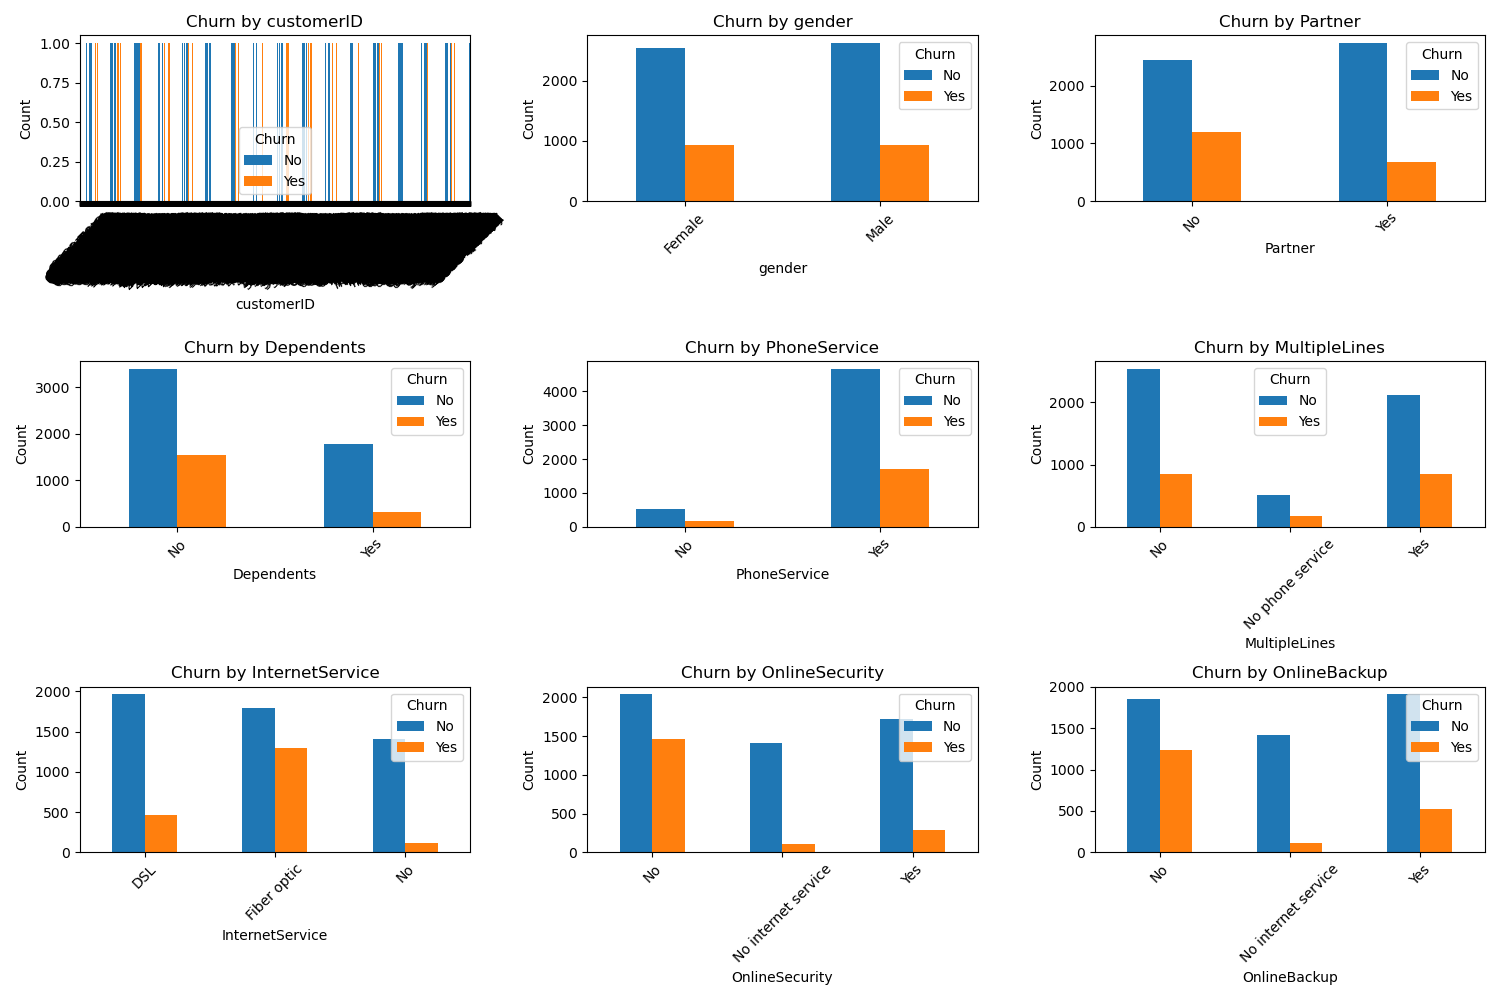 Churn by customerID
Count
1.00
0.75
0.50
0.25
0.00
Churn
No
Yes
customerID
Churn by gender
Count
2000
1000
0
Churn
No
Yes
Female
Male
gender
Churn by Partner
Count
2000
1000
0
Churn
No
Yes
No
Yes
Partner
Churn by Dependents
Count
3000
2000
1000
0
Churn
No
Yes
No
Yes
Dependents
Churn by PhoneService
Count
4000
3000
2000
1000
0
Churn
No
Yes
No
Yes
PhoneService
Churn by MultipleLines
Count
2000
1000
0
Churn
No
Yes
No
No phone service
Yes
MultipleLines
Churn by InternetService
Count
2000
1500
1000
500
0
Churn
No
Yes
DSL
Fiber optic
No
InternetService
Churn by OnlineSecurity
Count
2000
1500
1000
500
0
Churn
No
Yes
No
No internet service
Yes
OnlineSecurity
Churn by OnlineBackup
Count
2000
1500
1000
500
0
Churn
No
Yes
No
No internet service
Yes
OnlineBackup